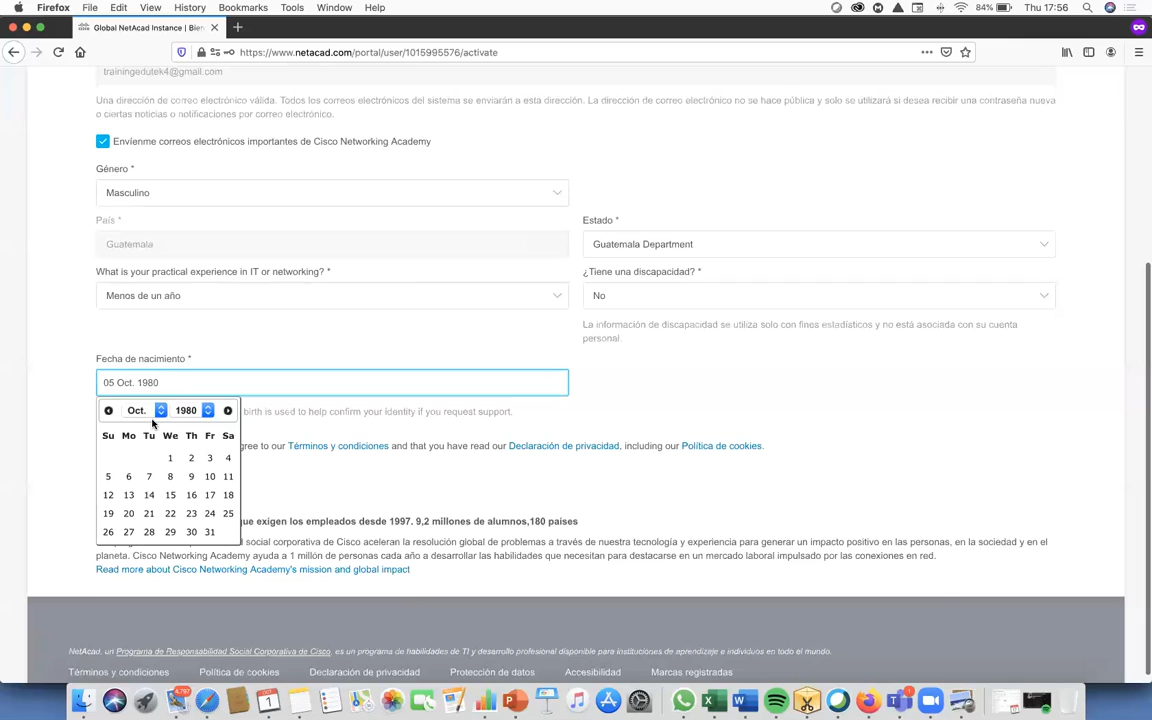 Firefox File Edit View History Bookmarks Tools Window Help 84% Thu 17:56
Global NetAcad Instance | Bien
https://www.netacad.com/portal/user/1015995576/activate
trainingedutek4@gmail.com
Una dirección de correo electrónico válida. Todos los correos electrónicos del sistema se enviarán a esta dirección. La dirección de correo electrónico no se hace pública y solo se utilizará si desea recibir una contraseña nueva
o ciertas noticias o notificaciones por correo electrónico.
Envíenme correos electrónicos importantes de Cisco Networking Academy
Género *
Masculino
País * Estado *
Guatemala Guatemala Department
What is your practical experience in IT or networking? * ¿Tiene una discapacidad? *
Menos de un año No
La información de discapacidad se utiliza solo con fines estadísticos y no está asociada con su cuenta
personal.
Fecha de nacimiento *
05 Oct. 1980
Oct. 1980 birth is used to help confirm your identity if you request support.
Su Mo Tu We Th Fr Sa
gree to our Términos y condiciones and that you have read our Declaración de privacidad, including our Política de cookies.
1 2 3 4
5 6 7 8 9 10 11
12 13 14 15 16 17 18
19 20 21 22 23 24 25
que exigen los empleados desde 1997. 9,2 millones de alumnos,180 países
26 27 28 29 30 31
d social corporativa de Cisco aceleran la resolución global de problemas a través de nuestra tecnología y experiencia para generar un impacto positivo en las personas, en la sociedad y en el
planeta. Cisco Networking Academy ayuda a 1 millón de personas cada año a desarrollar las habilidades que necesitan para destacarse en un mercado laboral impulsado por las conexiones en red.
Read more about Cisco Networking Academy's mission and global impact
NetAcad, es un Programa de Responsabilidad Social Corporativa de Cisco, es un programa de habilidades de TI y desarrollo profesional disponible para instituciones de aprendizaje e individuos en todo el mundo.
Términos y condiciones Política de cookies Declaración de privacidad Protección de datos Accesibilidad Marcas registradas
4,797
1